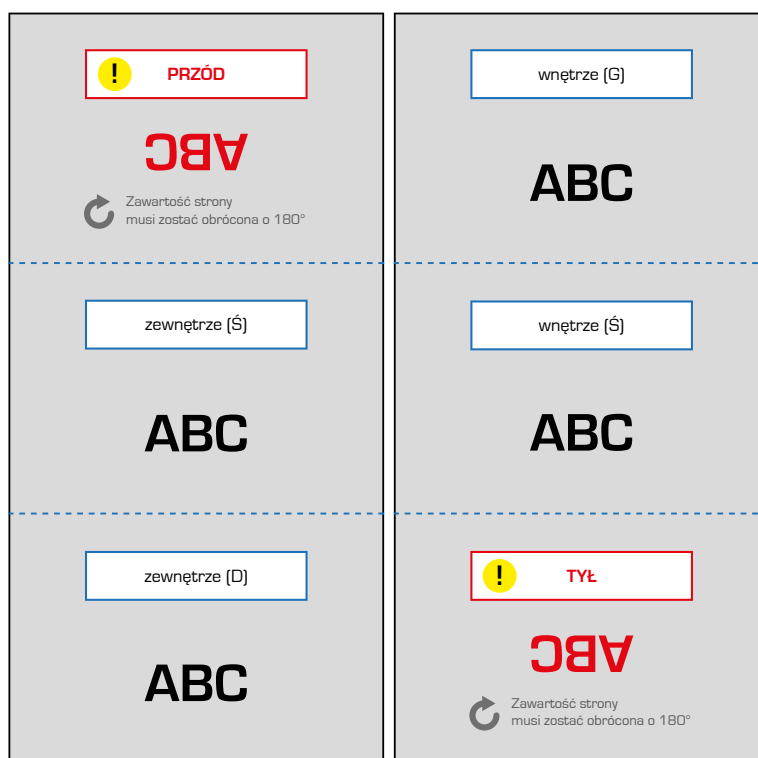 ! PRZÓD
ABC
Zawartość strony
musi zostać obrócona o 180°
zewnętrze (Ś)
ABC
zewnętrze (D)
ABC
wnętrze (G)
ABC
wnętrze (Ś)
ABC
! TYŁ
ABC
Zawartość strony
musi zostać obrócona o 180°